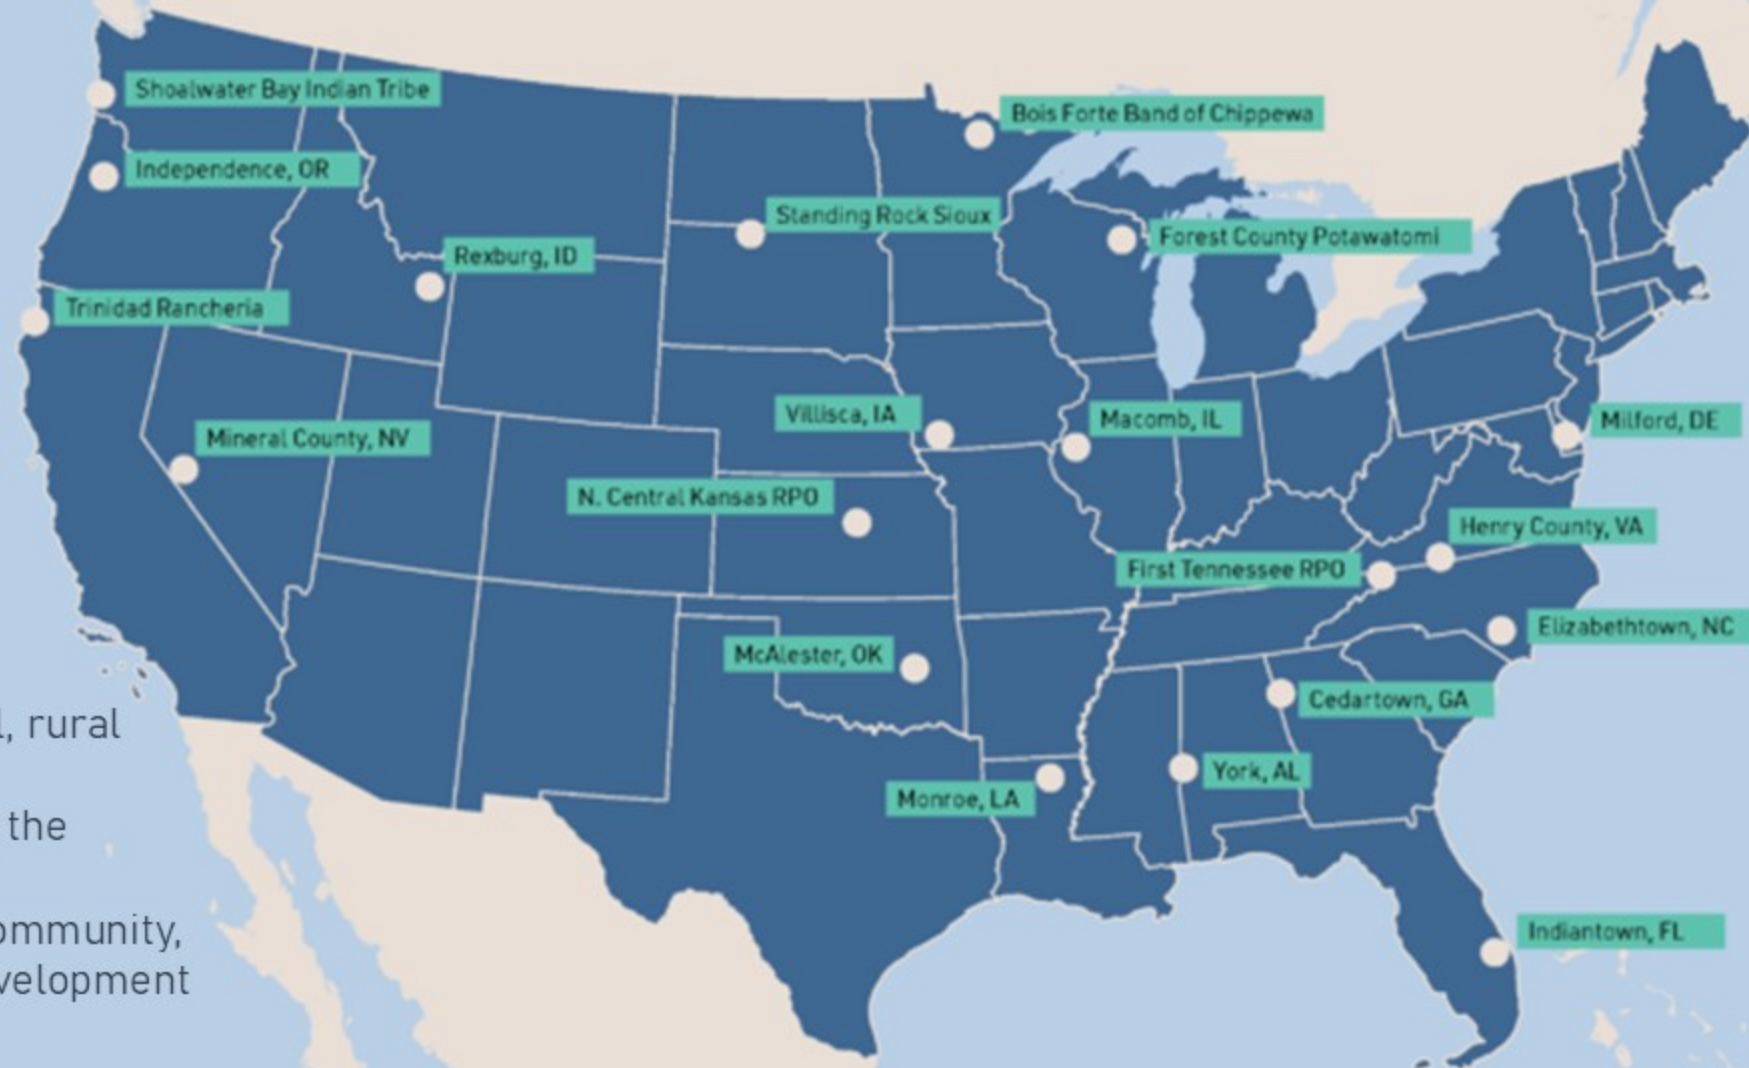 Shoalwater Bay Indian Tribe
Bois Forte Band of Chippewa
Independence, OR
Standing Rock Sioux
Forest County Potawatomi
Rexburg, ID
Trinidad Rancheria
Villisca, IA
Macomb, IL
Milford, DE
Mineral County, NV
N. Central Kansas RPO
Henry County, VA
First Tennessee RPO
Elizabethtown, NC
McAlester, OK
Cedartown, GA
York, AL
Monroe, LA
Indiantown, FL
rural
the
velopment